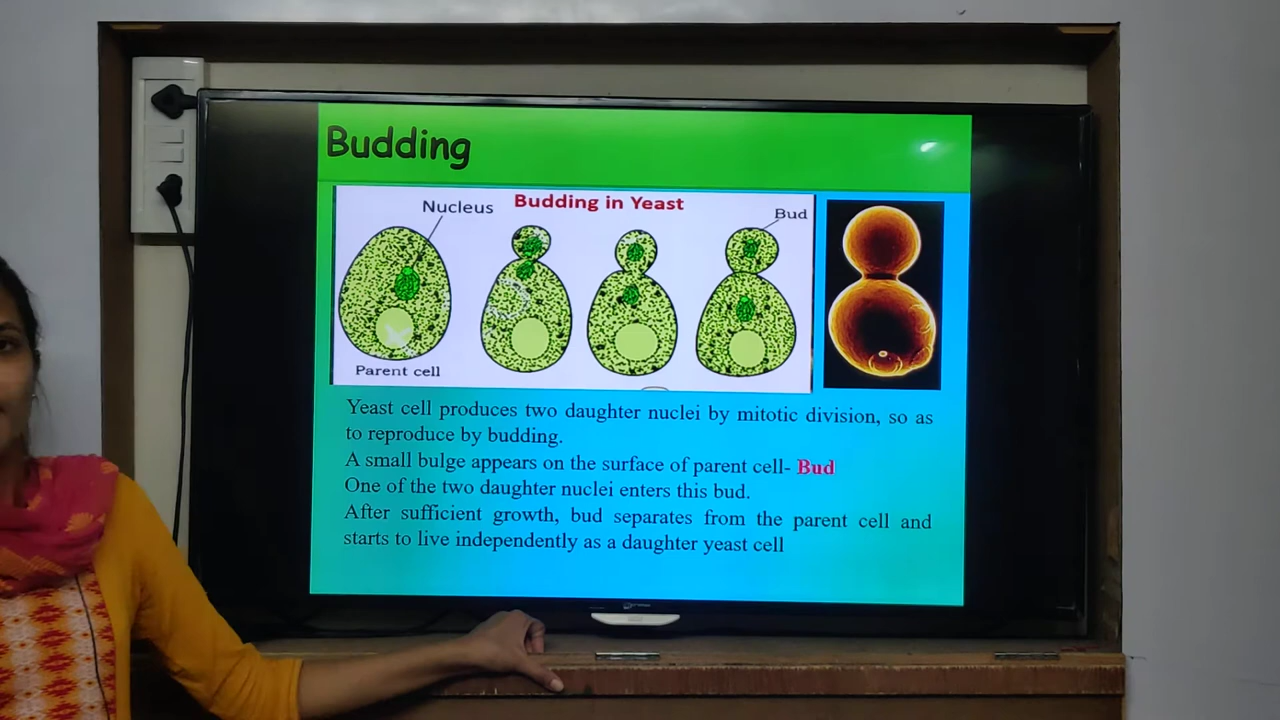 Budding
Budding in Yeast
Nucleus
Bud
Parent cell
Yeast cell produces two daughter nuclei by mitotic division, so as
to reproduce by budding.
A small bulge appears on the surface of parent cell- Bud
One of the two daughter nuclei enters this bud.
After sufficient growth, bud separates from the parent cell and
starts to live independently as a daughter yeast cell